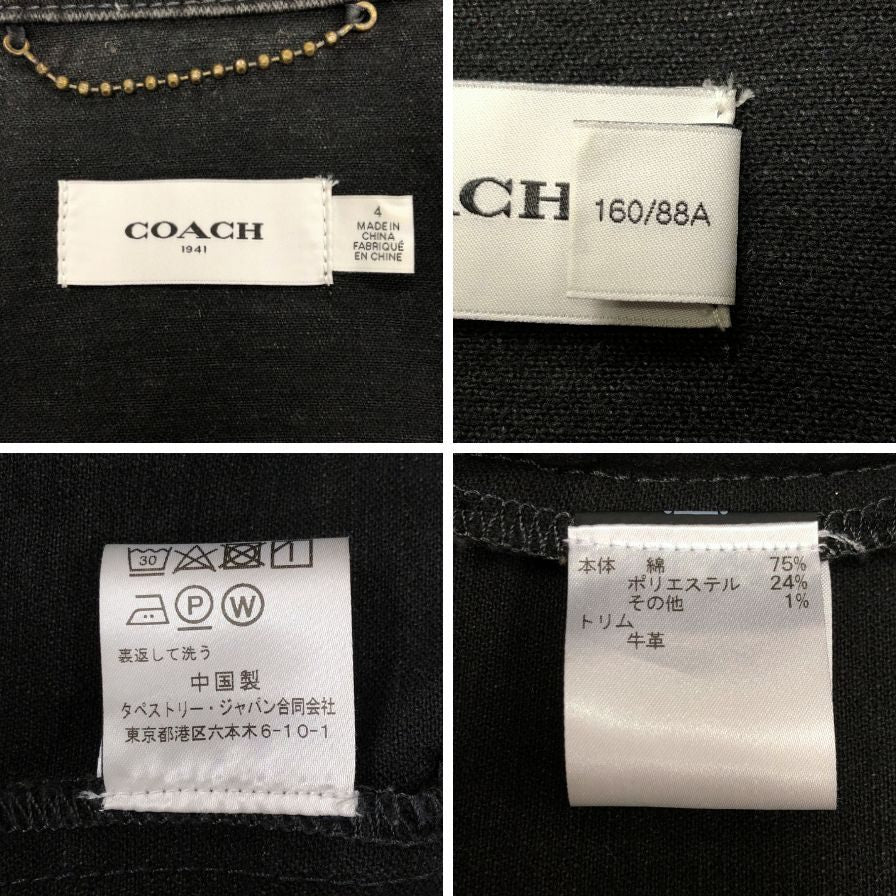 COACH
1941
4
MADE IN
CHINA
FABRIQUÉ
EN CHINE
ACH
160/88A
30
P W
裏返して洗う
中国製
タペストリー・ジャパン合同会社
東京都港区六本木6-10-1
本体 綿 75%
ポリエステル 24%
その他 1%
トリム
牛革